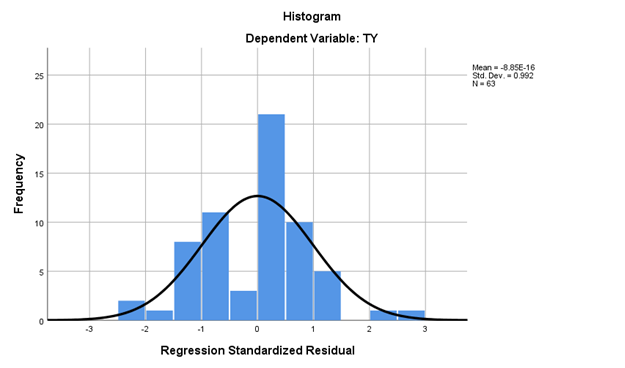 Histogram
Dependent Variable: TY
Mean = -8.85E-16
Std. Dev. = 0.992
N = 63
Frequency
25
20
15
10
5
0
-3 -2 -1 0 1 2 3
Regression Standardized Residual